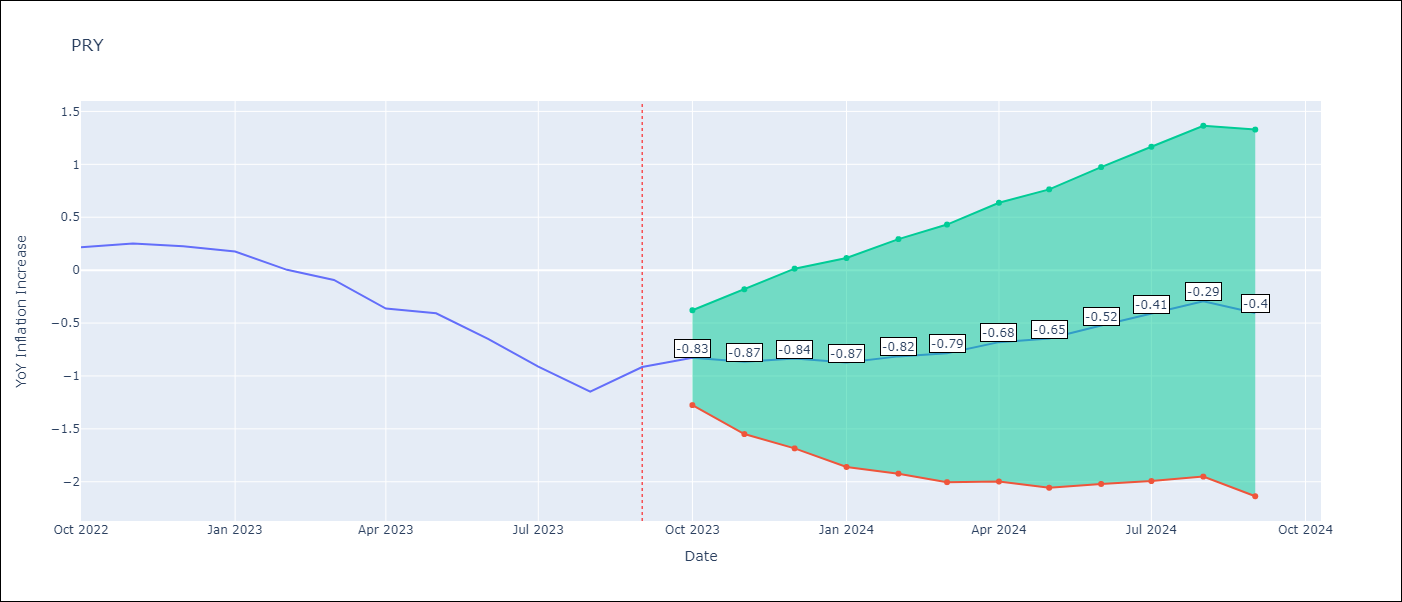 PRY
YoY Inflation Increase
1.5
1
0.5
0
−0.5
−1
−1.5
−2
-0.83
-0.87
-0.84
-0.87
-0.82
-0.79
-0.68
-0.65
-0.52
-0.41
-0.29
-0.4
Oct 2022
Jan 2023
Apr 2023
Jul 2023
Oct 2023
Jan 2024
Apr 2024
Jul 2024
Oct 2024
Date